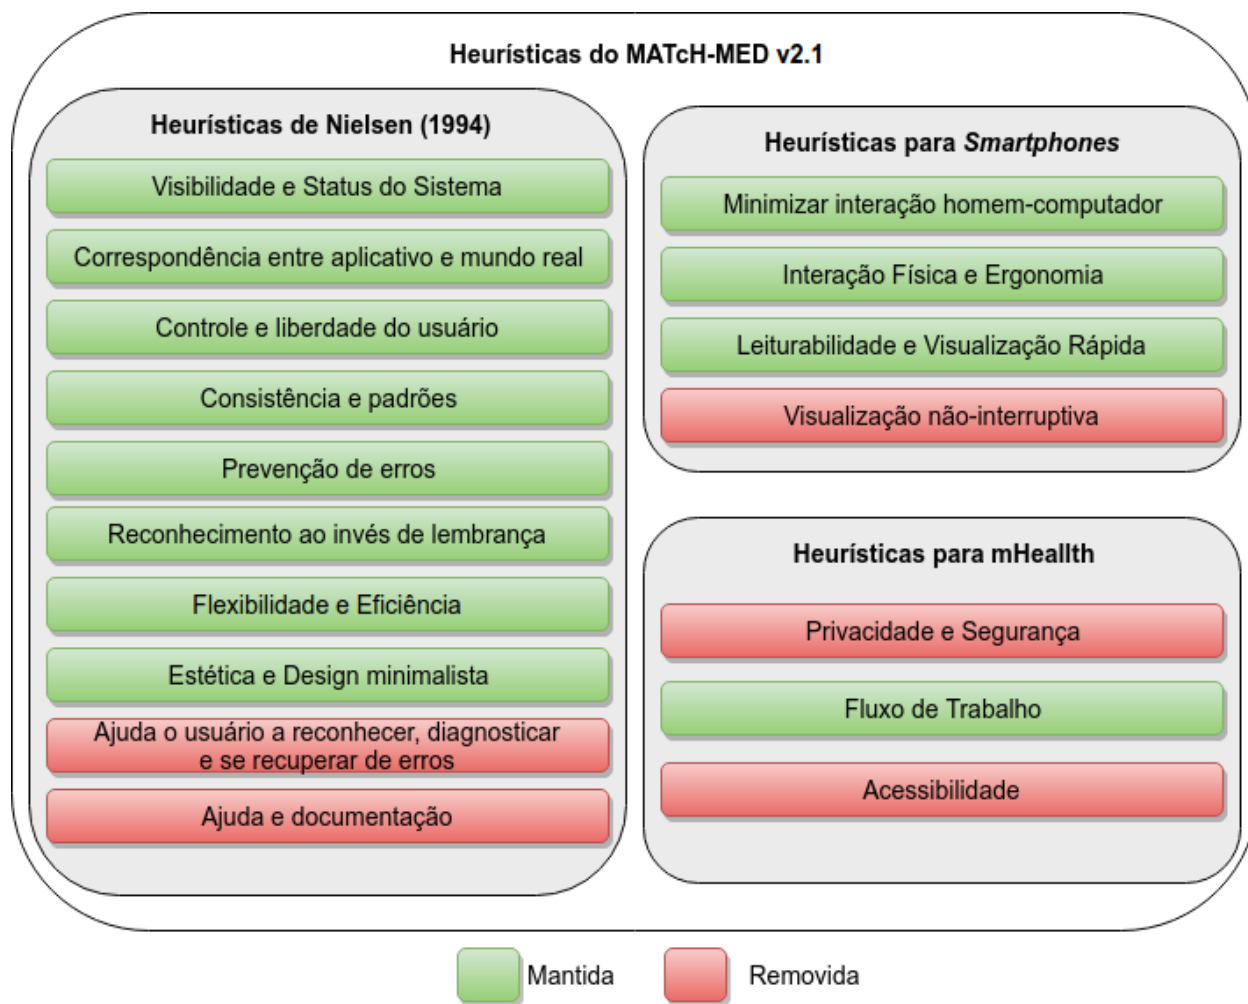 Heurísticas do MATcH-MED v2.1
Heurísticas de Nielsen (1994)
Visibilidade e Status do Sistema
Correspondência entre aplicativo e mundo real
Controle e liberdade do usuário
Consistência e padrões
Prevenção de erros
Reconhecimento ao invés de lembrança
Flexibilidade e Eficiência
Estética e Design minimalista
Ajuda o usuário a reconhecer, diagnosticar
e se recuperar de erros
Ajuda e documentação
Heurísticas para Smartphones
Minimizar interação homem-computador
Interação Física e Ergonomia
Leiturabilidade e Visualização Rápida
Visualização não-interruptiva
Heurísticas para mHeallth
Privacidade e Segurança
Fluxo de Trabalho
Acessibilidade
Mantida
Removida